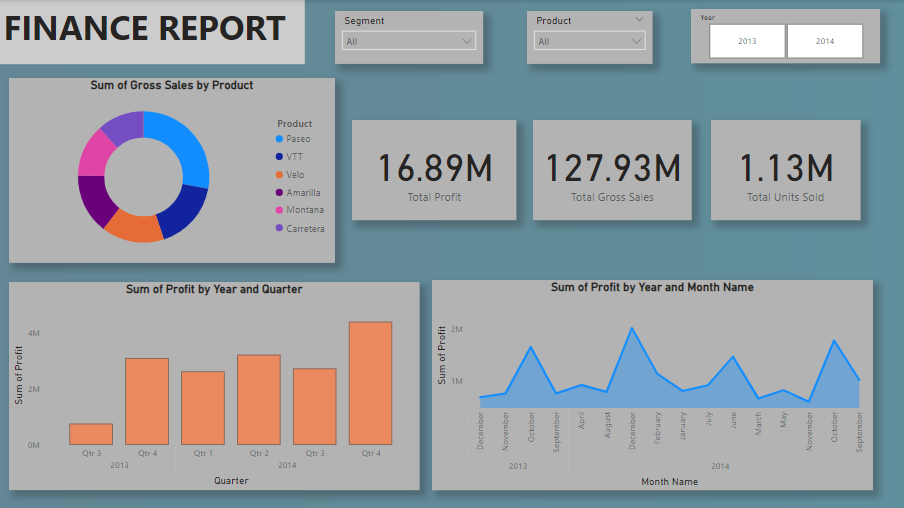 FINANCE REPORT
Segment
All
Product
All
Year
2013
2014
Sum of Gross Sales by Product
Product
Paseo
VTT
Velo
Amarilla
Montana
Carretera
16.89M
Total Profit
127.93M
Total Gross Sales
1.13M
Total Units Sold
Sum of Profit by Year and Quarter
Sum of Profit
4M
2M
0M
Qtr 3
Qtr 4
Qtr 1
Qtr 2
Qtr 3
Qtr 4
2013
2014
Quarter
Sum of Profit by Year and Month Name
Sum of Profit
2M
1M
December
November
October
September
April
August
December
February
January
July
June
March
May
November
October
September
2013
2014
Month Name